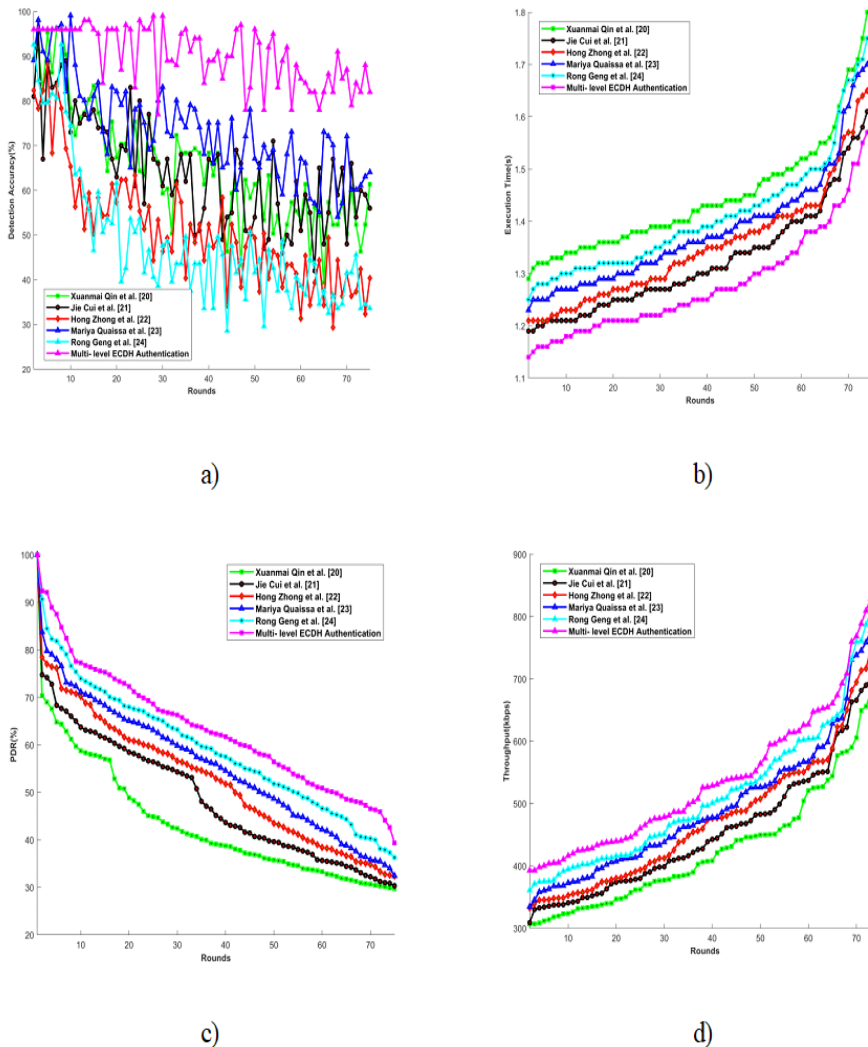 100
90
80
70
60
50
40
30
20
Detection Accuracy(%)
Xuanmai Qin et al. [20]
Jie Cui et al. [21]
Hong Zhong et al. [22]
Mariya Quaissa et al. [23]
Rong Geng et al. [24]
Multi- level ECDH Authentication
10 20 30 40 50 60 70
Rounds
a)
1.8
1.7
1.6
1.5
1.4
1.3
1.2
1.1
Execution Time(s)
Xuanmai Qin et al. [20]
Jie Cui et al. [21]
Hong Zhong et al. [22]
Mariya Quaissa et al. [23]
Rong Geng et al. [24]
Multi- level ECDH Authentication
10 20 30 40 50 60 70
Rounds
b)
100
90
80
70
60
50
40
30
20
PDR(%)
Xuanmai Qin et al. [20]
Jie Cui et al. [21]
Hong Zhong et al. [22]
Mariya Quaissa et al. [23]
Rong Geng et al. [24]
Multi- level ECDH Authentication
10 20 30 40 50 60 70
Rounds
c)
900
800
700
600
500
400
300
Throughput(kbps)
Xuanmai Qin et al. [20]
Jie Cui et al. [21]
Hong Zhong et al. [22]
Mariya Quaissa et al. [23]
Rong Geng et al. [24]
Multi- level ECDH Authentication
10 20 30 40 50 60 70
Rounds
d)